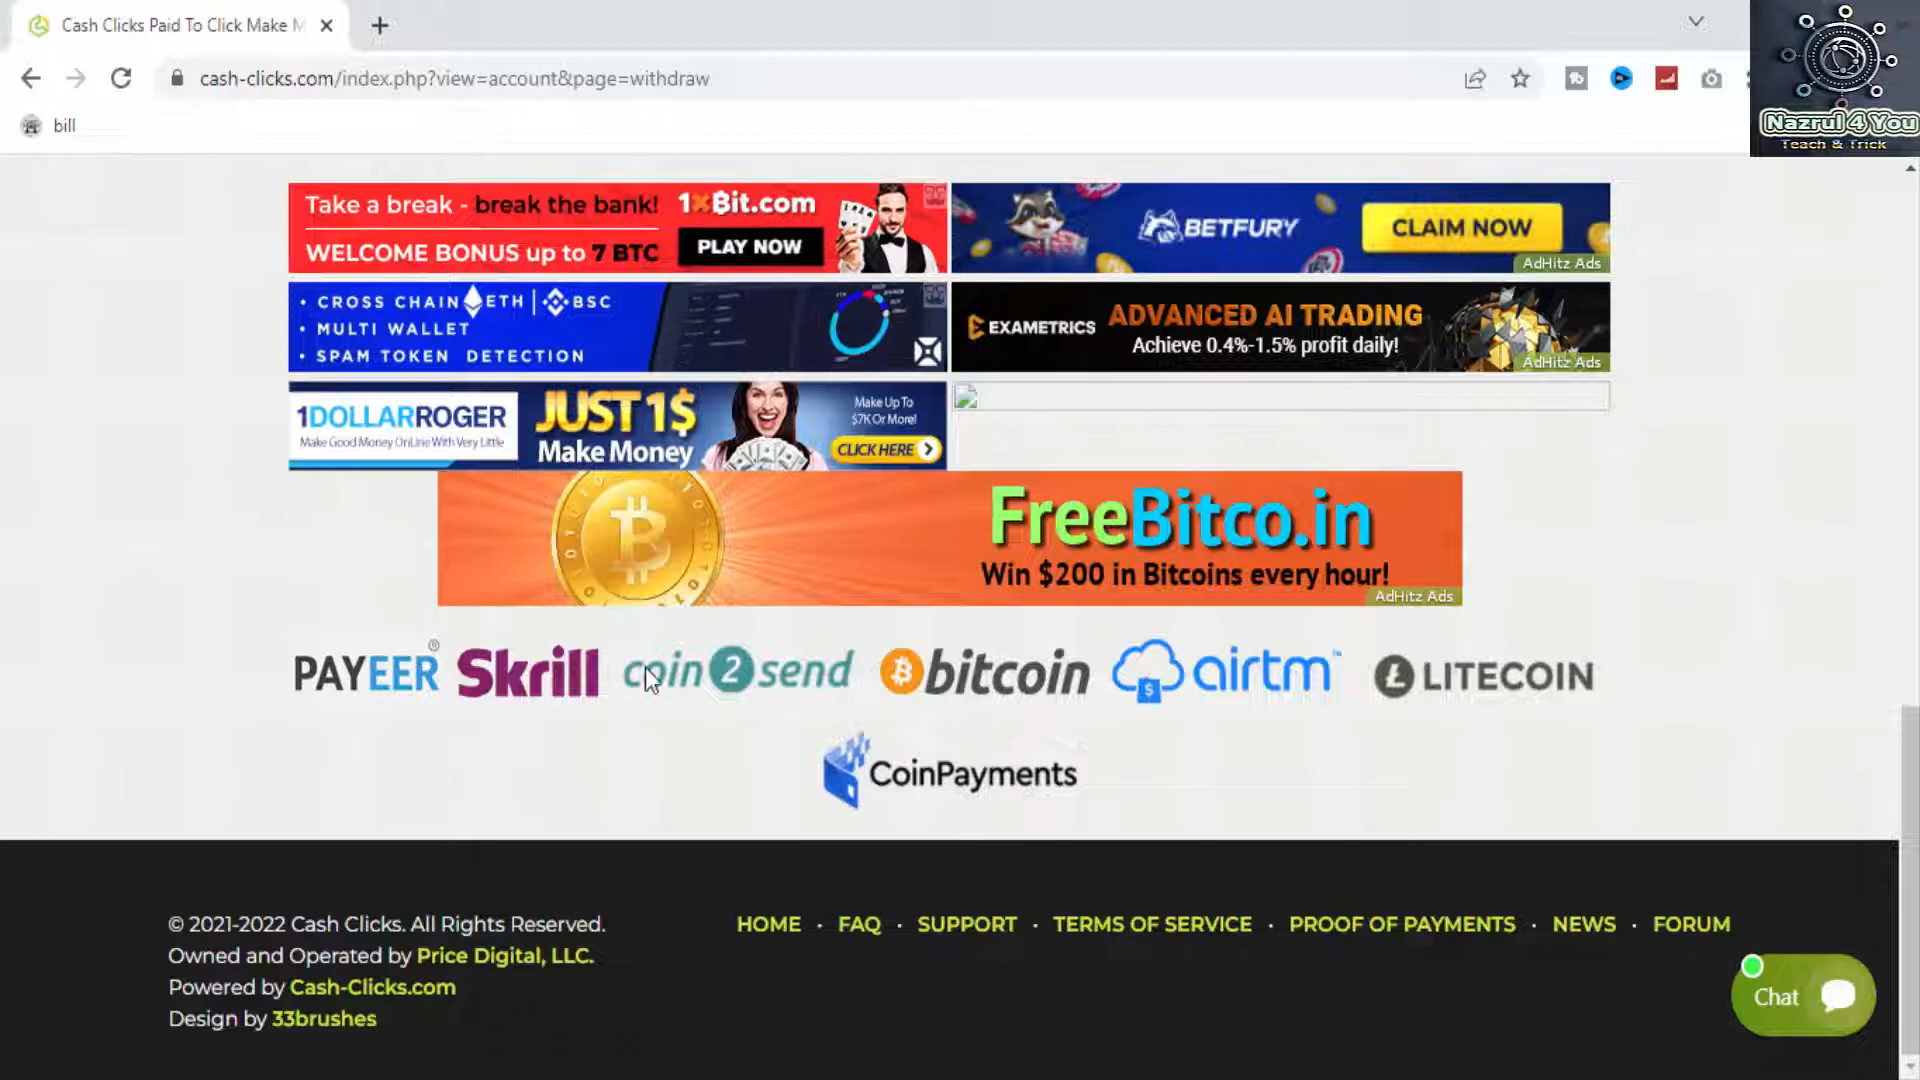 Cash Clicks Paid To Click Make M
cash-clicks.com/index.php?view=account&page=withdraw
bill
Nazrul 4 You
Teach & Trick
Take a break - break the bank!
WELCOME BONUS up to 7 BTC
1xBit.com
PLAY NOW
BETFURY
CLAIM NOW
AdHitz Ads
• CROSS CHAIN ETH | BSC
• MULTI WALLET
• SPAM TOKEN DETECTION
EXAMETRICS
ADVANCED AI TRADING
Achieve 0.4%-1.5% profit daily!
AdHitz Ads
1DOLLARROGER
Make Good Money OnLine With Very Little
JUST 1$
Make Money
Make Up To
$7K Or More!
CLICK HERE
FreeBitco.in
Win $200 in Bitcoins every hour!
AdHitz Ads
PAYEER®
Skrill
coin2send
bitcoin
airtm™
LITECOIN
CoinPayments
© 2021-2022 Cash Clicks. All Rights Reserved.
Owned and Operated by Price Digital, LLC.
Powered by Cash-Clicks.com
Design by 33brushes
HOME · FAQ · SUPPORT · TERMS OF SERVICE · PROOF OF PAYMENTS · NEWS · FORUM
Chat